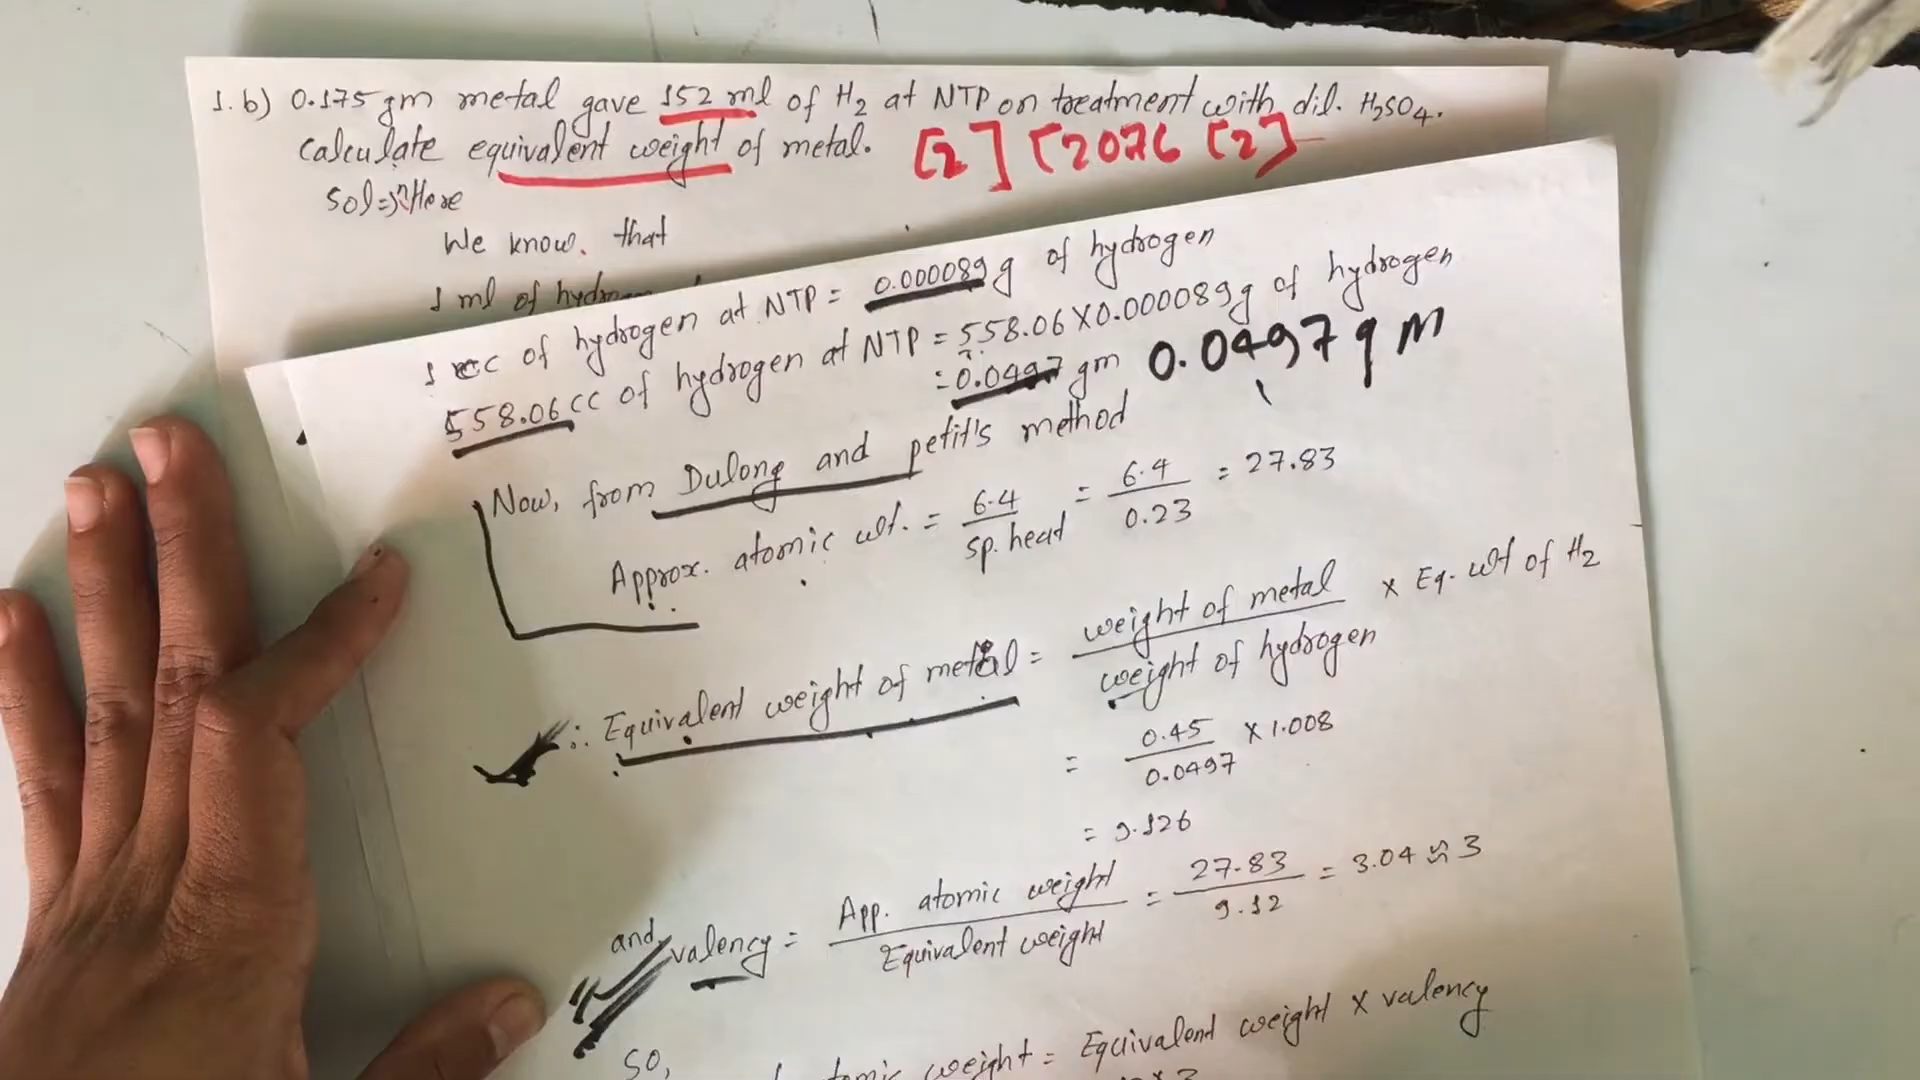 1.b) 0.175 gm metal gave 152 ml of H2 at NTP on treatment with dil. H2SO4.
Calculate equivalent weight of metal. [2] [2076 [2]
Soln=> Here
We know. that
1 ml of hydrogen
1 cc of hydrogen at NTP = 0.000089 g of hydrogen
558.06 cc of hydrogen at NTP = 558.06 X 0.000089 g of hydrogen
= 0.0497 gm 0.0497 gm
Now, from Dulong and petit's method
Approx. atomic wt. = 6.4 / sp. heat = 6.4 / 0.23 = 27.83
∴ Equivalent weight of metal = weight of metal / weight of hydrogen x Eq. wt of H2
= 0.45 / 0.0497 x 1.008
= 9.126
and, valency = App. atomic weight / Equivalent weight = 27.83 / 9.12 = 3.04 ≈ 3
So,
atomic weight = Equivalent weight x valency
x 3